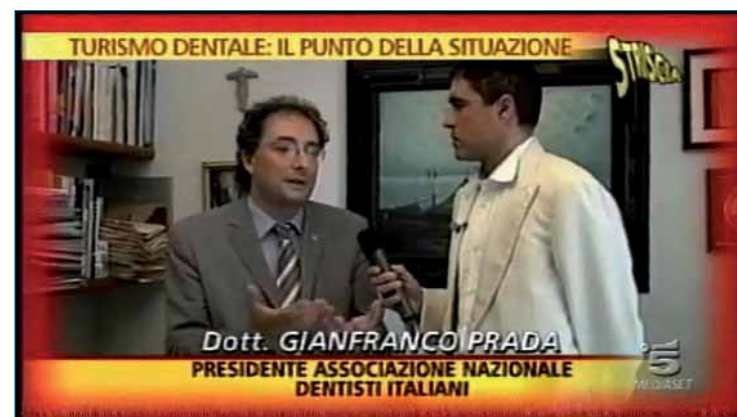 TURISMO DENTALE: IL PUNTO DELLA SITUAZIONE
STRISCIA
Dott. GIANFRANCO PRADA
PRESIDENTE ASSOCIAZIONE NAZIONALE
DENTISTI ITALIANI
5
MEDIASET